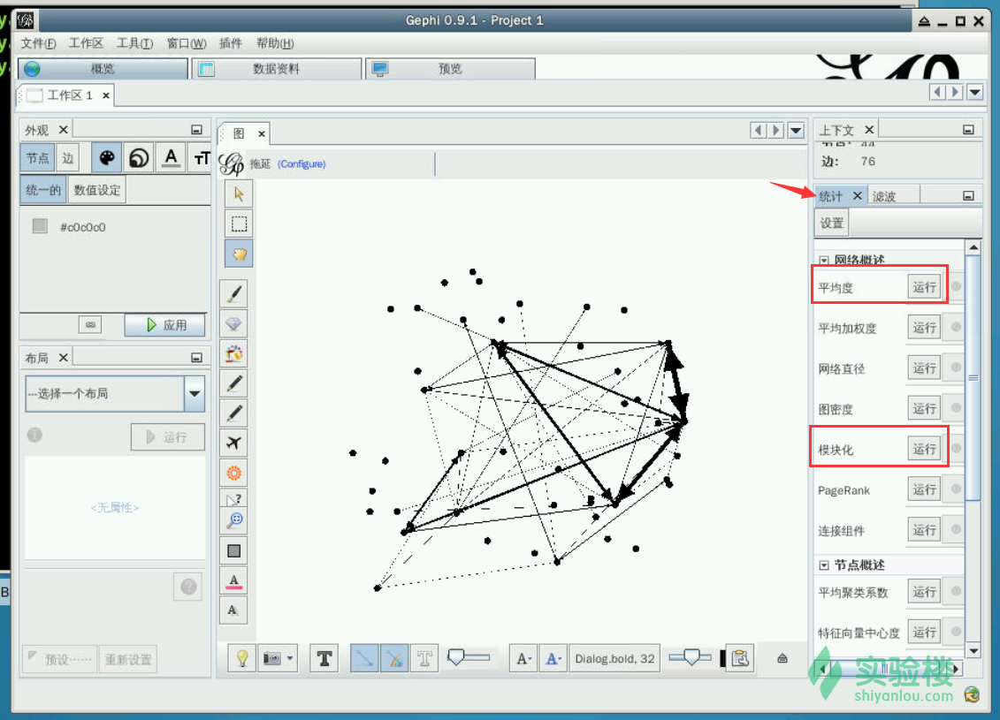 Gephi 0.9.1 - Project 1
文件(F) 工作区 工具(T) 窗口(W) 插件 帮助(H)
概览 数据资料 预览
工作区 1
外观
节点 边
统一的 数值设定
#c0c0c0
应用
布局
---选择一个布局
运行
<无属性>
预设······ 重新设置
图
拖延 (Configure)
Dialog.bold, 32
上下文
节点: 44
边: 76
统计 滤波
设置
网络概述
平均度 运行
平均加权度 运行
网络直径 运行
图密度 运行
模块化 运行
PageRank 运行
连接组件 运行
节点概述
平均聚类系数 运行
特征向量中心度 运行
实验楼
shiyanlou.com